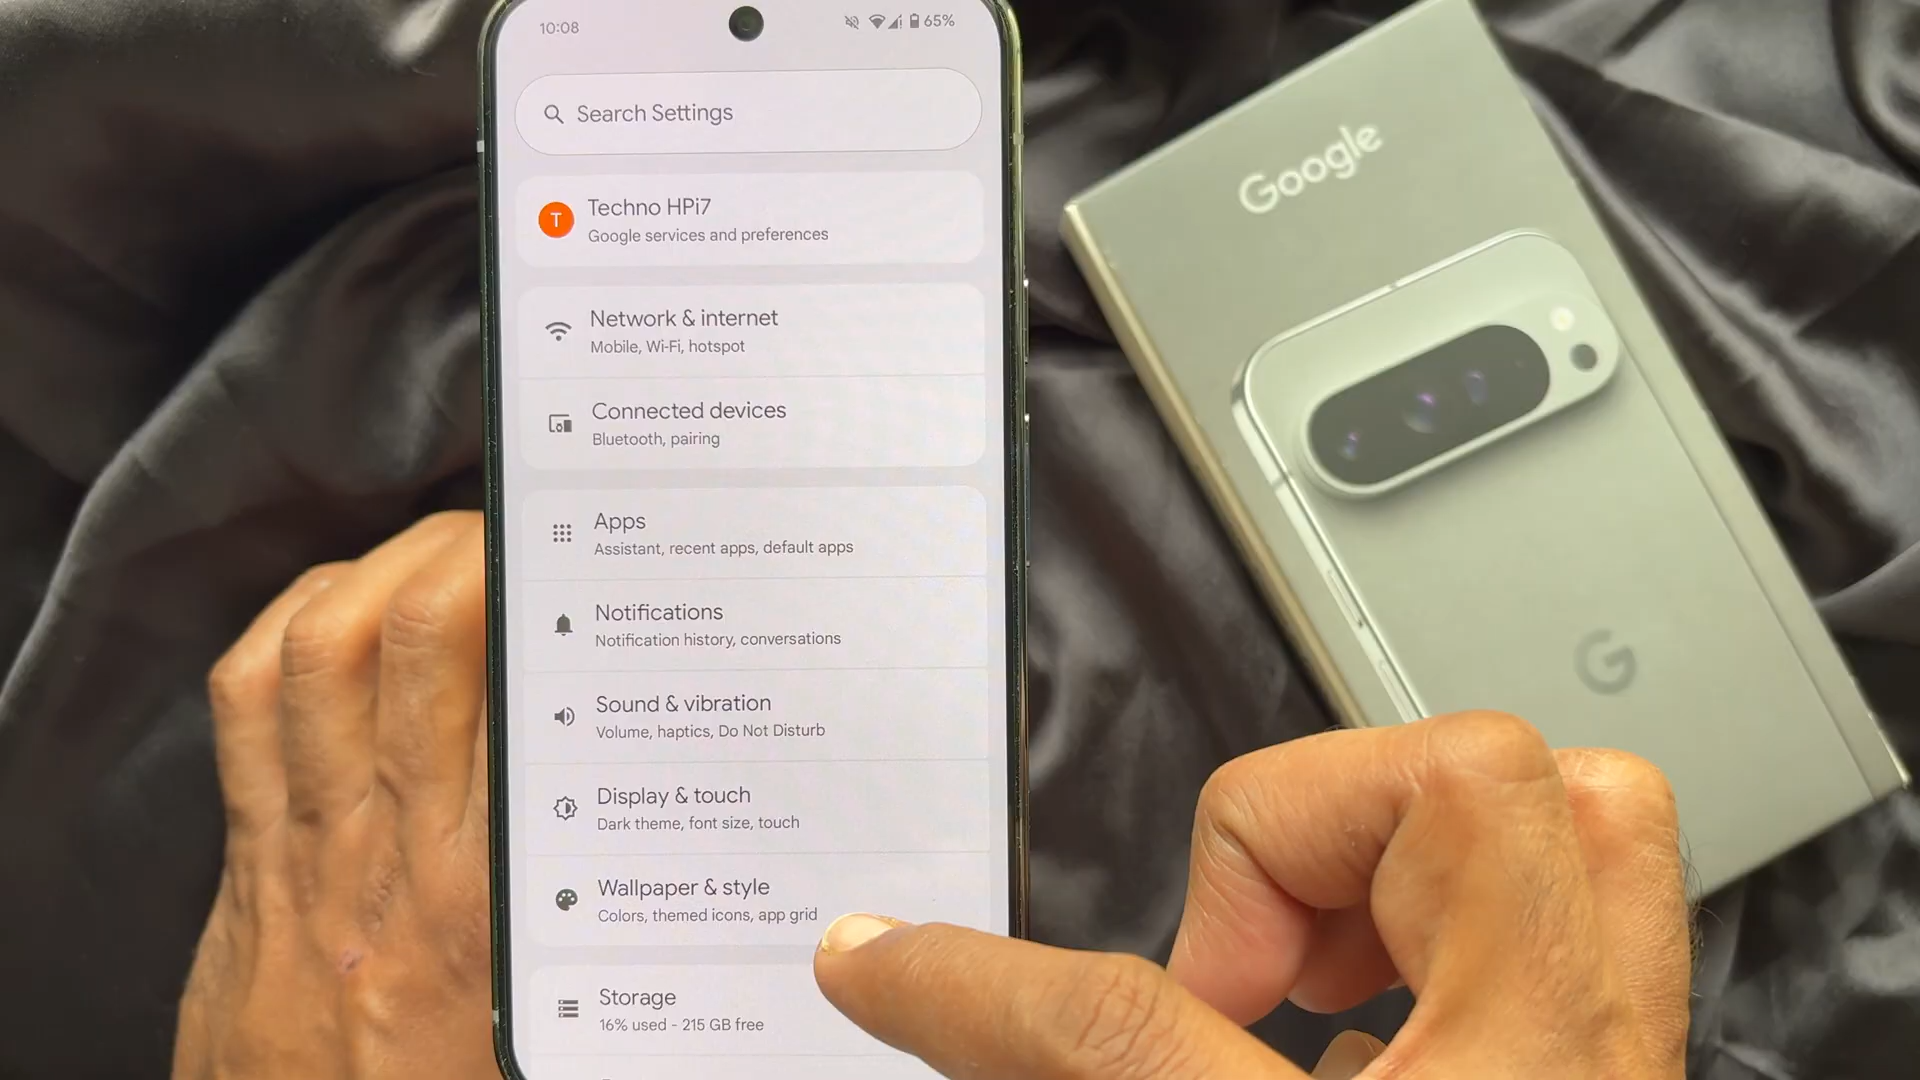 10:08
65%
Search Settings
T
Techno HPi7
Google services and preferences
Network & internet
Mobile, Wi-Fi, hotspot
Connected devices
Bluetooth, pairing
Apps
Assistant, recent apps, default apps
Notifications
Notification history, conversations
Sound & vibration
Volume, haptics, Do Not Disturb
Display & touch
Dark theme, font size, touch
Wallpaper & style
Colors, themed icons, app grid
Storage
16% used - 215 GB free
Google
G